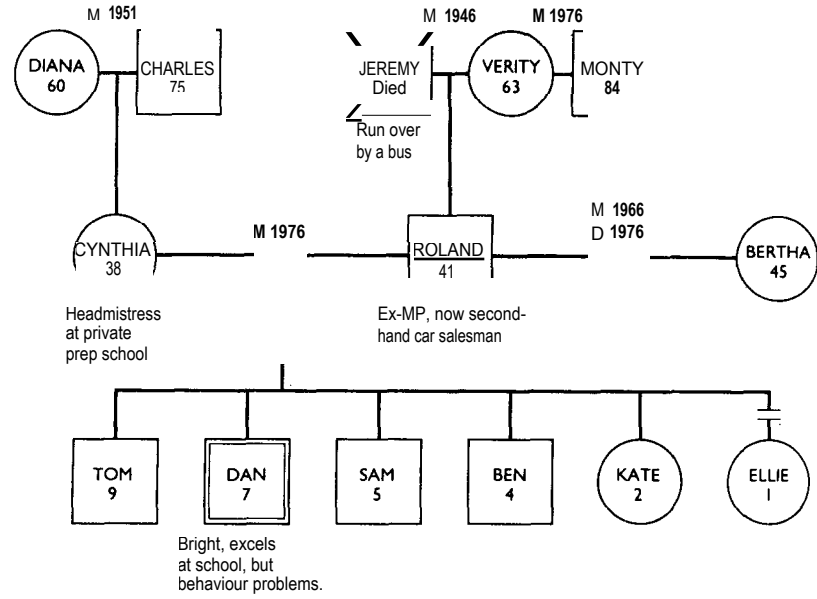 M 1951
M 1946
M 1976
DIANA
60
CHARLES
75
JEREMY
Died
VERITY
63
MONTY
84
Run over
by a bus
CYNTHIA
38
M 1976
ROLAND
41
M 1966
D 1976
BERTHA
45
Headmistress
at private
prep school
Ex-MP, now second-
hand car salesman
TOM
9
DAN
7
SAM
5
BEN
4
KATE
2
ELLIE
1
Bright, excels
at school, but
behaviour problems.